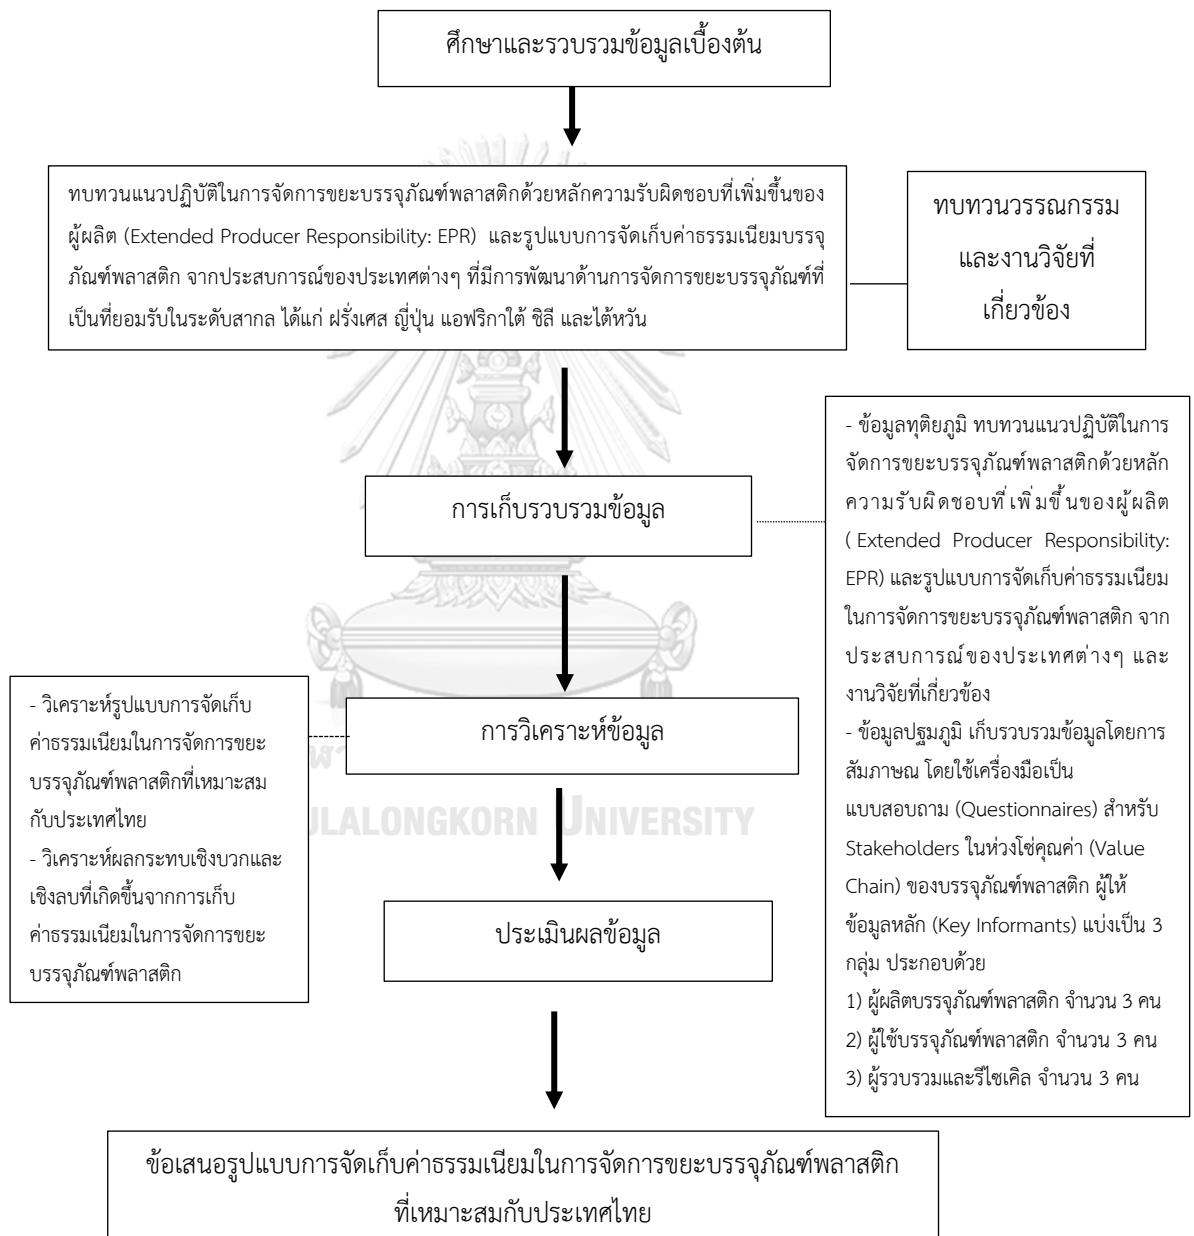 ศึกษาและรวบรวมข้อมูลเบื้องต้น
ทบทวนแนวปฏิบัติในการจัดการขยะบรรจุภัณฑ์พลาสติกด้วยหลักความรับผิดชอบที่เพิ่มขึ้นของ
ผู้ผลิต (Extended Producer Responsibility: EPR) และรูปแบบการจัดเก็บค่าธรรมเนียมบรรจุ
ภัณฑ์พลาสติก จากประสบการณ์ของประเทศต่างๆ ที่มีการพัฒนาด้านการจัดการขยะบรรจุภัณฑ์ที่
เป็นที่ยอมรับในระดับสากล ได้แก่ ฝรั่งเศส ญี่ปุ่น แอฟริกาใต้ ชิลี และไต้หวัน
ทบทวนวรรณกรรม
และงานวิจัยที่
เกี่ยวข้อง
การเก็บรวบรวมข้อมูล
- ข้อมูลทุติยภูมิ ทบทวนแนวปฏิบัติในการ
จัดการขยะบรรจุภัณฑ์พลาสติกด้วยหลัก
ความรับผิดชอบที่เพิ่มขึ้นของผู้ผลิต
( Extended Producer Responsibility:
EPR) และรูปแบบการจัดเก็บค่าธรรมเนียม
ในการจัดการขยะบรรจุภัณฑ์พลาสติก จาก
ประสบการณ์ของประเทศต่างๆ และ
งานวิจัยที่เกี่ยวข้อง
- ข้อมูลปฐมภูมิ เก็บรวบรวมข้อมูลโดยการ
สัมภาษณ โดยใช้เครื่องมือเป็น
แบบสอบถาม (Questionnaires) สำหรับ
Stakeholders ในห่วงโซ่คุณค่า (Value
Chain) ของบรรจุภัณฑ์พลาสติก ผู้ให้
ข้อมูลหลัก (Key Informants) แบ่งเป็น 3
กลุ่ม ประกอบด้วย
1) ผู้ผลิตบรรจุภัณฑ์พลาสติก จำนวน 3 คน
2) ผู้ใช้บรรจุภัณฑ์พลาสติก จำนวน 3 คน
3) ผู้รวบรวมและรีไซเคิล จำนวน 3 คน
การวิเคราะห์ข้อมูล
- วิเคราะห์รูปแบบการจัดเก็บ
ค่าธรรมเนียมในการจัดการขยะ
บรรจุภัณฑ์พลาสติกที่เหมาะสม
กับประเทศไทย
- วิเคราะห์ผลกระทบเชิงบวกและ
เชิงลบที่เกิดขึ้นจากการเก็บ
ค่าธรรมเนียมในการจัดการขยะ
บรรจุภัณฑ์พลาสติก
ULALONGKORN UNIVERSITY
ประเมินผลข้อมูล
ข้อเสนอรูปแบบการจัดเก็บค่าธรรมเนียมในการจัดการขยะบรรจุภัณฑ์พลาสติก
ที่เหมาะสมกับประเทศไทย